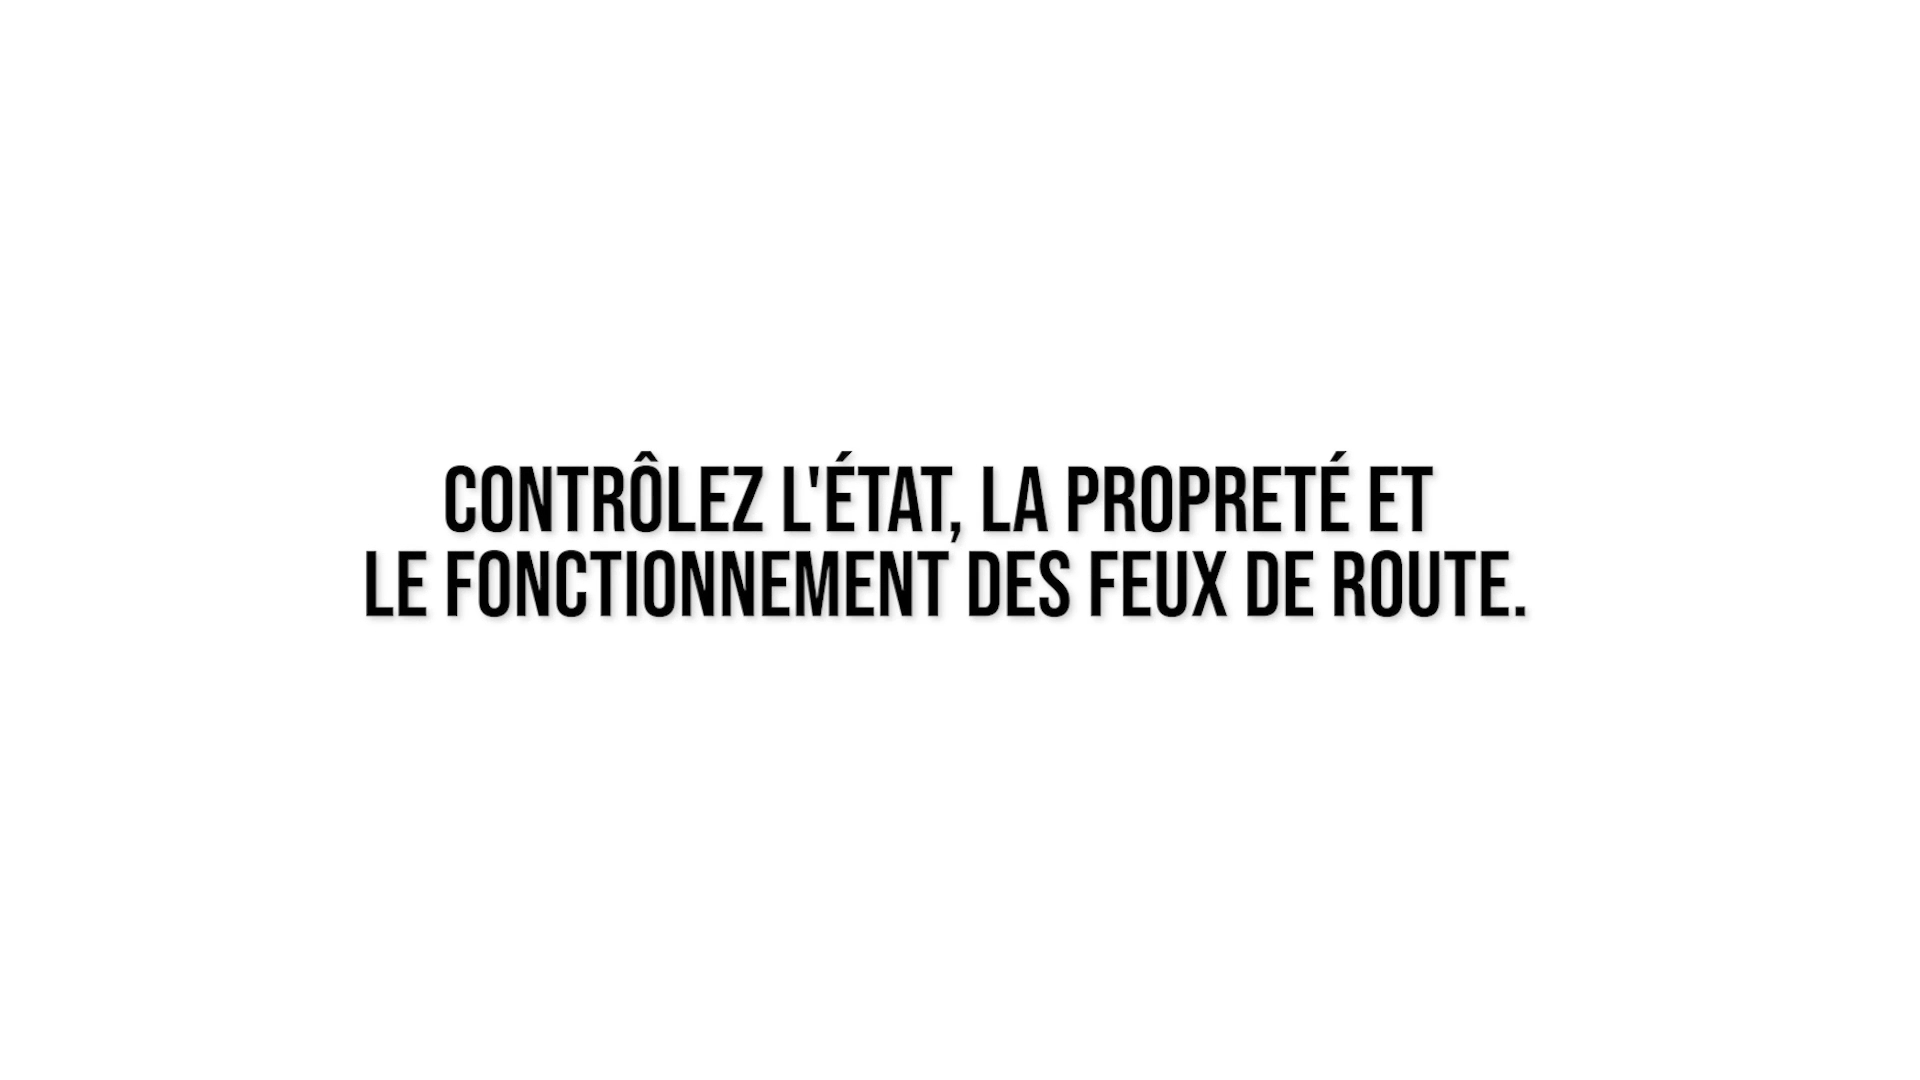 CONTRÔLEZ L'ÉTAT, LA PROPRETÉ ET
LE FONCTIONNEMENT DES FEUX DE ROUTE.